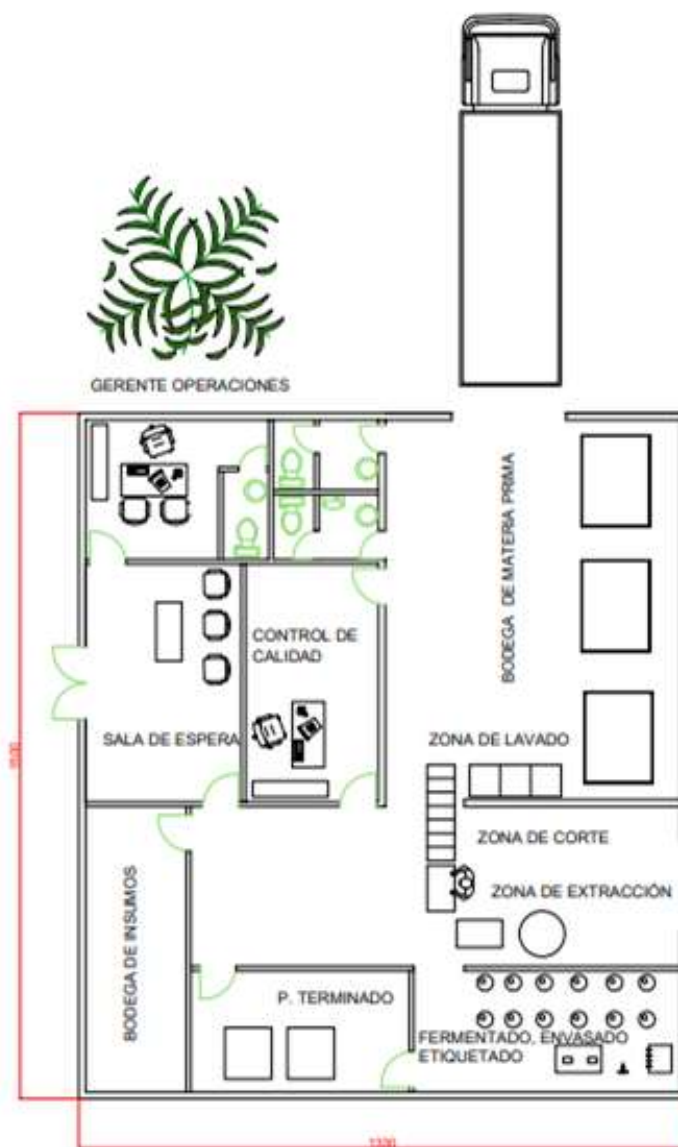 GERENTE OPERACIONES
BODEGA DE MATERIA PRIMA
CONTROL DE
CALIDAD
SALA DE ESPERA
ZONA DE LAVADO
ZONA DE CORTE
ZONA DE EXTRACCIÓN
BODEGA DE INSUMOS
P. TERMINADO
FERMENTADO, ENVASADO
ETIQUETADO